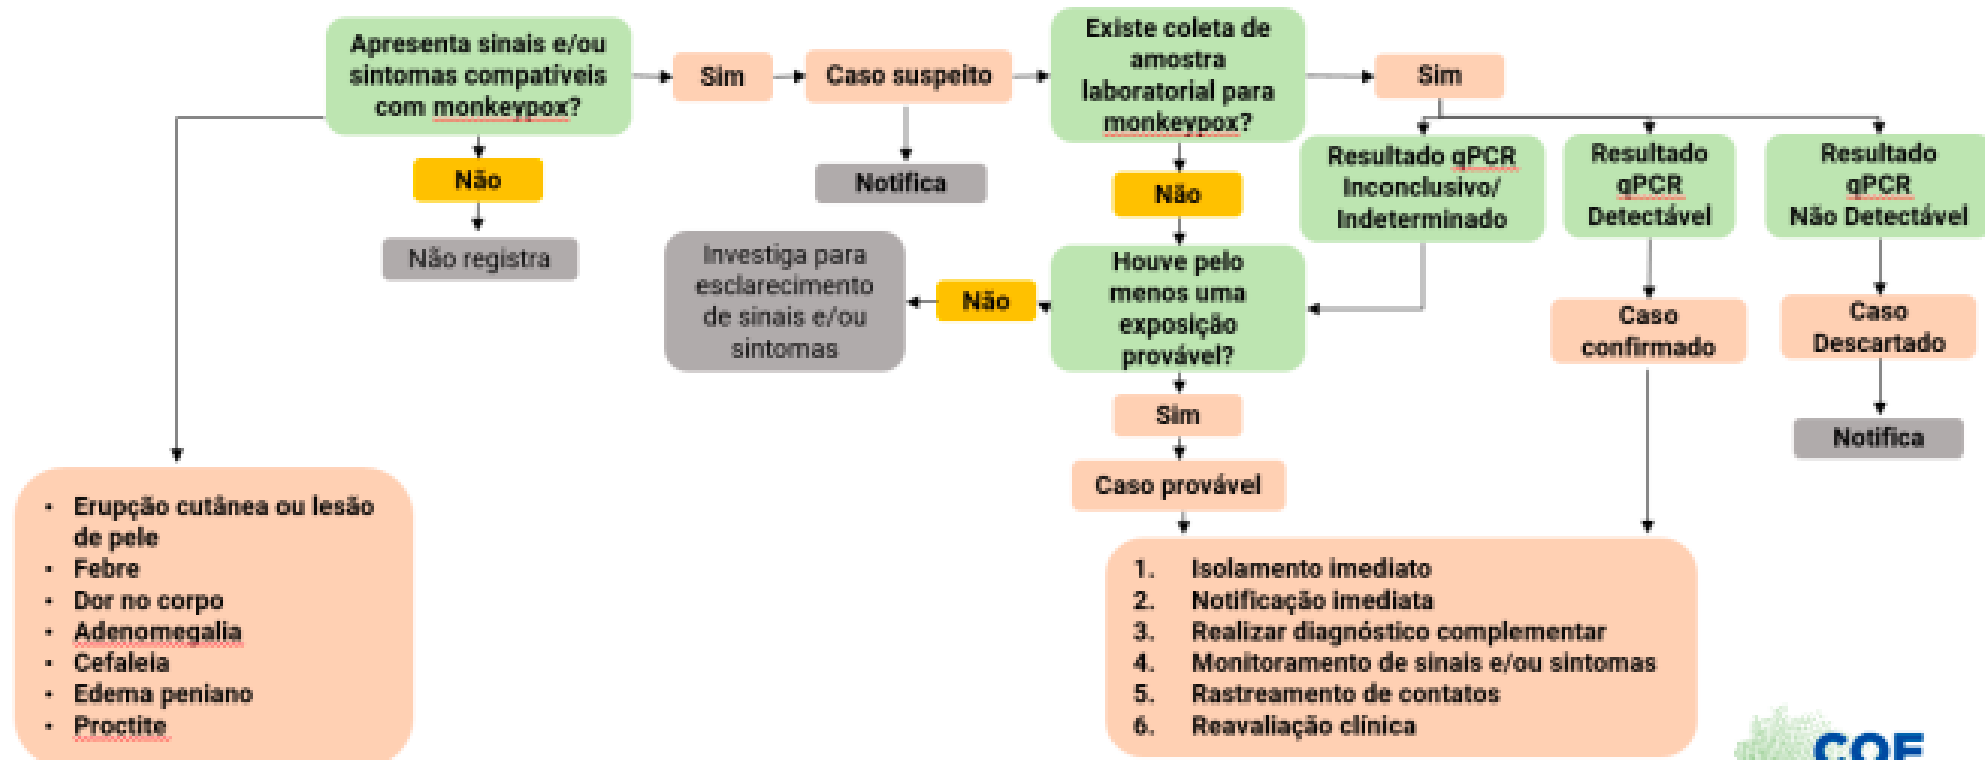 Apresenta sinais e/ou
sintomas compatíveis
com monkeypox?
Sim
Caso suspeito
Existe coleta de
amostra
laboratorial para
monkeypox?
Sim
Não
Não registra
Notifica
Não
Resultado qPCR
Inconclusivo/
Indeterminado
Resultado
qPCR
Detectável
Resultado
qPCR
Não Detectável
Investiga para
esclarecimento
de sinais e/ou
sintomas
Não
Houve pelo
menos uma
exposição
provável?
Caso
confirmado
Caso
Descartado
Sim
Notifica
Caso provável
• Erupção cutânea ou lesão
de pele
• Febre
• Dor no corpo
• Adenomegalia
• Cefaleia
• Edema peniano
• Proctite
1. Isolamento imediato
2. Notificação imediata
3. Realizar diagnóstico complementar
4. Monitoramento de sinais e/ou sintomas
5. Rastreamento de contatos
6. Reavaliação clínica